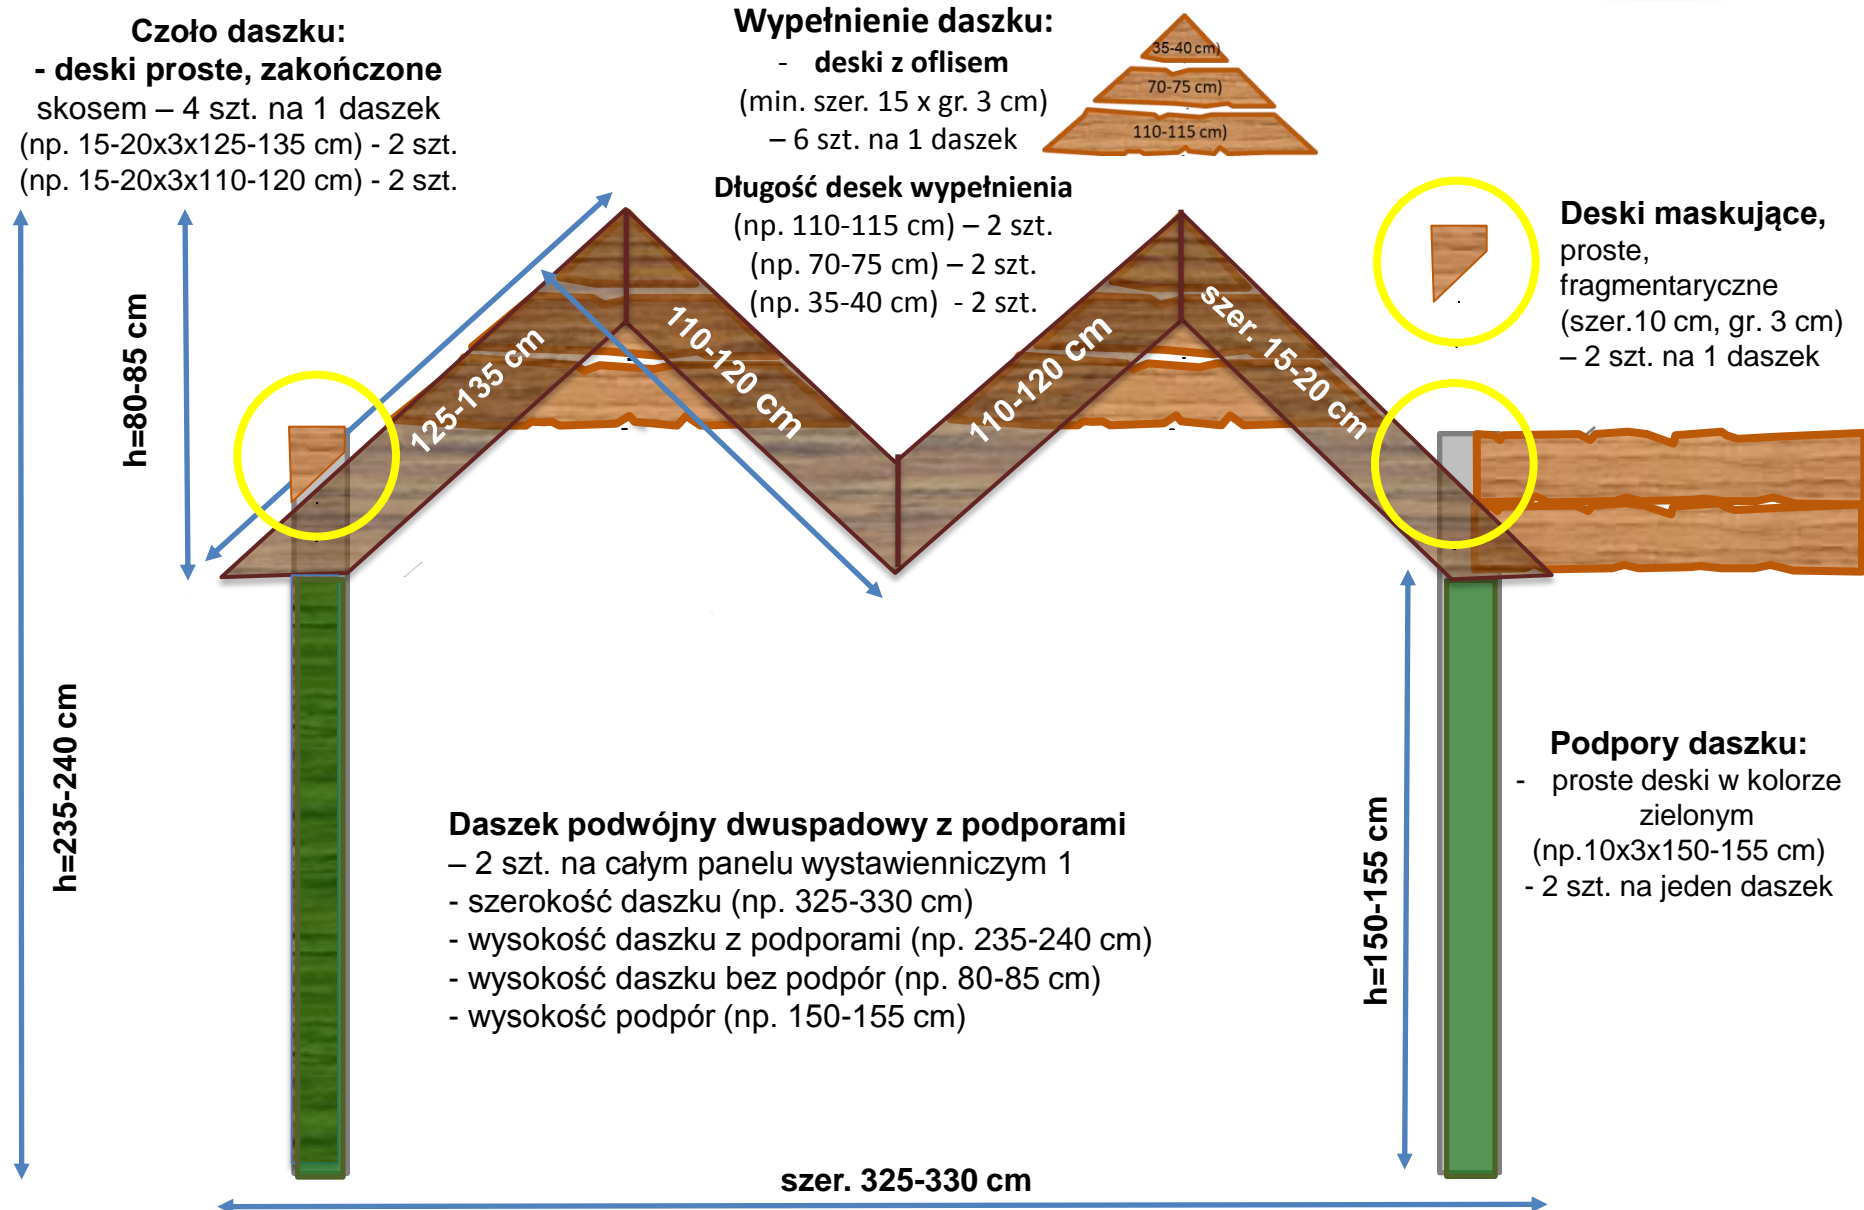 Czoło daszku:
- deski proste, zakończone
skosem – 4 szt. na 1 daszek
(np. 15-20x3x125-135 cm) - 2 szt.
(np. 15-20x3x110-120 cm) - 2 szt.
Wypełnienie daszku:
- deski z oflisem
(min. szer. 15 x gr. 3 cm)
– 6 szt. na 1 daszek
35-40 cm)
70-75 cm)
110-115 cm)
Długość desek wypełnienia
(np. 110-115 cm) – 2 szt.
(np. 70-75 cm) – 2 szt.
(np. 35-40 cm) - 2 szt.
Deski maskujące,
proste,
fragmentaryczne
(szer.10 cm, gr. 3 cm)
– 2 szt. na 1 daszek
h=80-85 cm
125-135 cm
110-120 cm
110-120 cm
szer. 15-20 cm
h=235-240 cm
Daszek podwójny dwuspadowy z podporami
– 2 szt. na całym panelu wystawienniczym 1
- szerokość daszku (np. 325-330 cm)
- wysokość daszku z podporami (np. 235-240 cm)
- wysokość daszku bez podpór (np. 80-85 cm)
- wysokość podpór (np. 150-155 cm)
h=150-155 cm
Podpory daszku:
- proste deski w kolorze
zielonym
(np.10x3x150-155 cm)
- 2 szt. na jeden daszek
szer. 325-330 cm